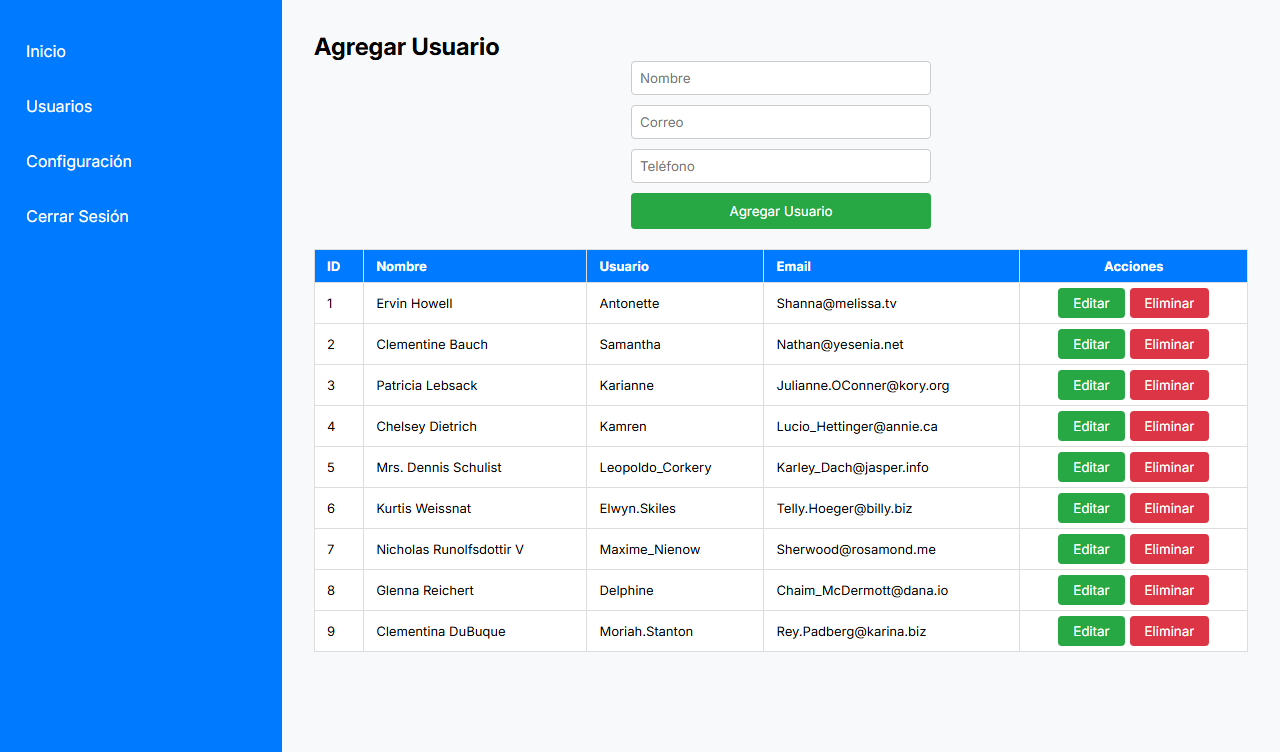 Inicio
Usuarios
Configuración
Cerrar Sesión
Agregar Usuario
Nombre
Correo
Teléfono
Agregar Usuario
ID Nombre Usuario Email Acciones
1 Ervin Howell Antonette Shanna@melissa.tv Editar Eliminar
2 Clementine Bauch Samantha Nathan@yesenia.net Editar Eliminar
3 Patricia Lebsack Karianne Julianne.OConner@kory.org Editar Eliminar
4 Chelsey Dietrich Kamren Lucio_Hettinger@annie.ca Editar Eliminar
5 Mrs. Dennis Schulist Leopoldo_Corkery Karley_Dach@jasper.info Editar Eliminar
6 Kurtis Weissnat Elwyn.Skiles Telly.Hoeger@billy.biz Editar Eliminar
7 Nicholas Runolfsdottir V Maxime_Nienow Sherwood@rosamond.me Editar Eliminar
8 Glenna Reichert Delphine Chaim_McDermott@dana.io Editar Eliminar
9 Clementina DuBuque Moriah.Stanton Rey.Padberg@karina.biz Editar Eliminar